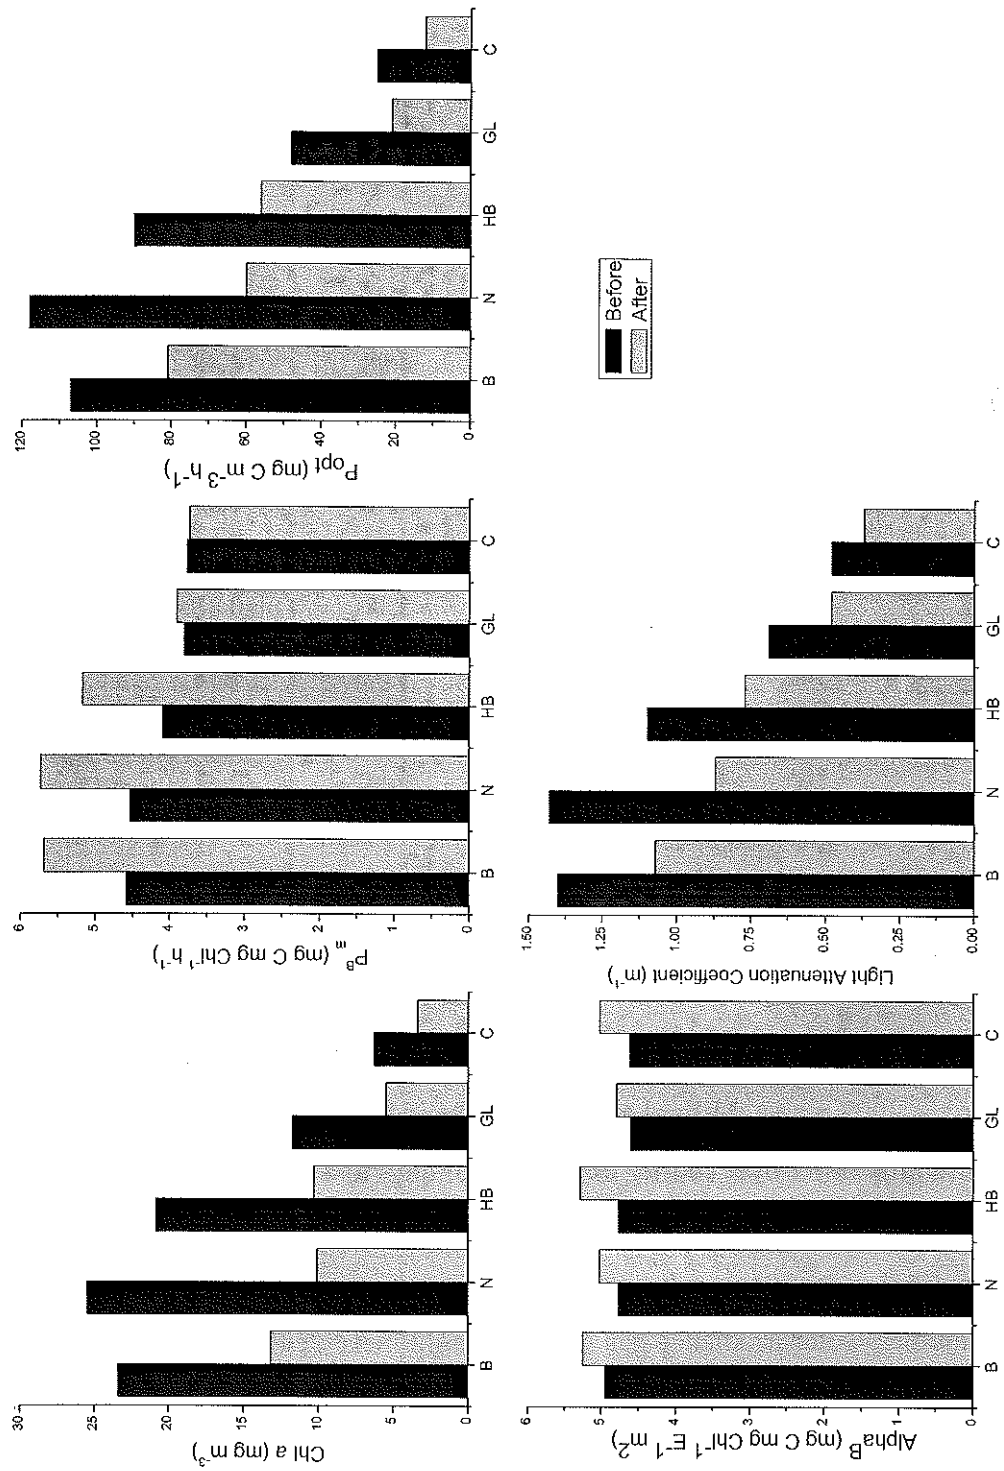 30
25
20
15
10
5
0
Chl a (mg m⁻³)
B N HB GL C
6
5
4
3
2
1
0
Pᴮₘ (mg C mg Chl⁻¹ h⁻¹)
B N HB GL C
120
100
80
60
40
20
0
Popt (mg C m⁻³ h⁻¹)
B N HB GL C
6
5
4
3
2
1
0
Alphaᴮ (mg C mg Chl⁻¹ E⁻¹ m²)
B N HB GL C
1.50
1.25
1.00
0.75
0.50
0.25
0.00
Light Attenuation Coefficient (m⁻¹)
B N HB GL C
Before
After